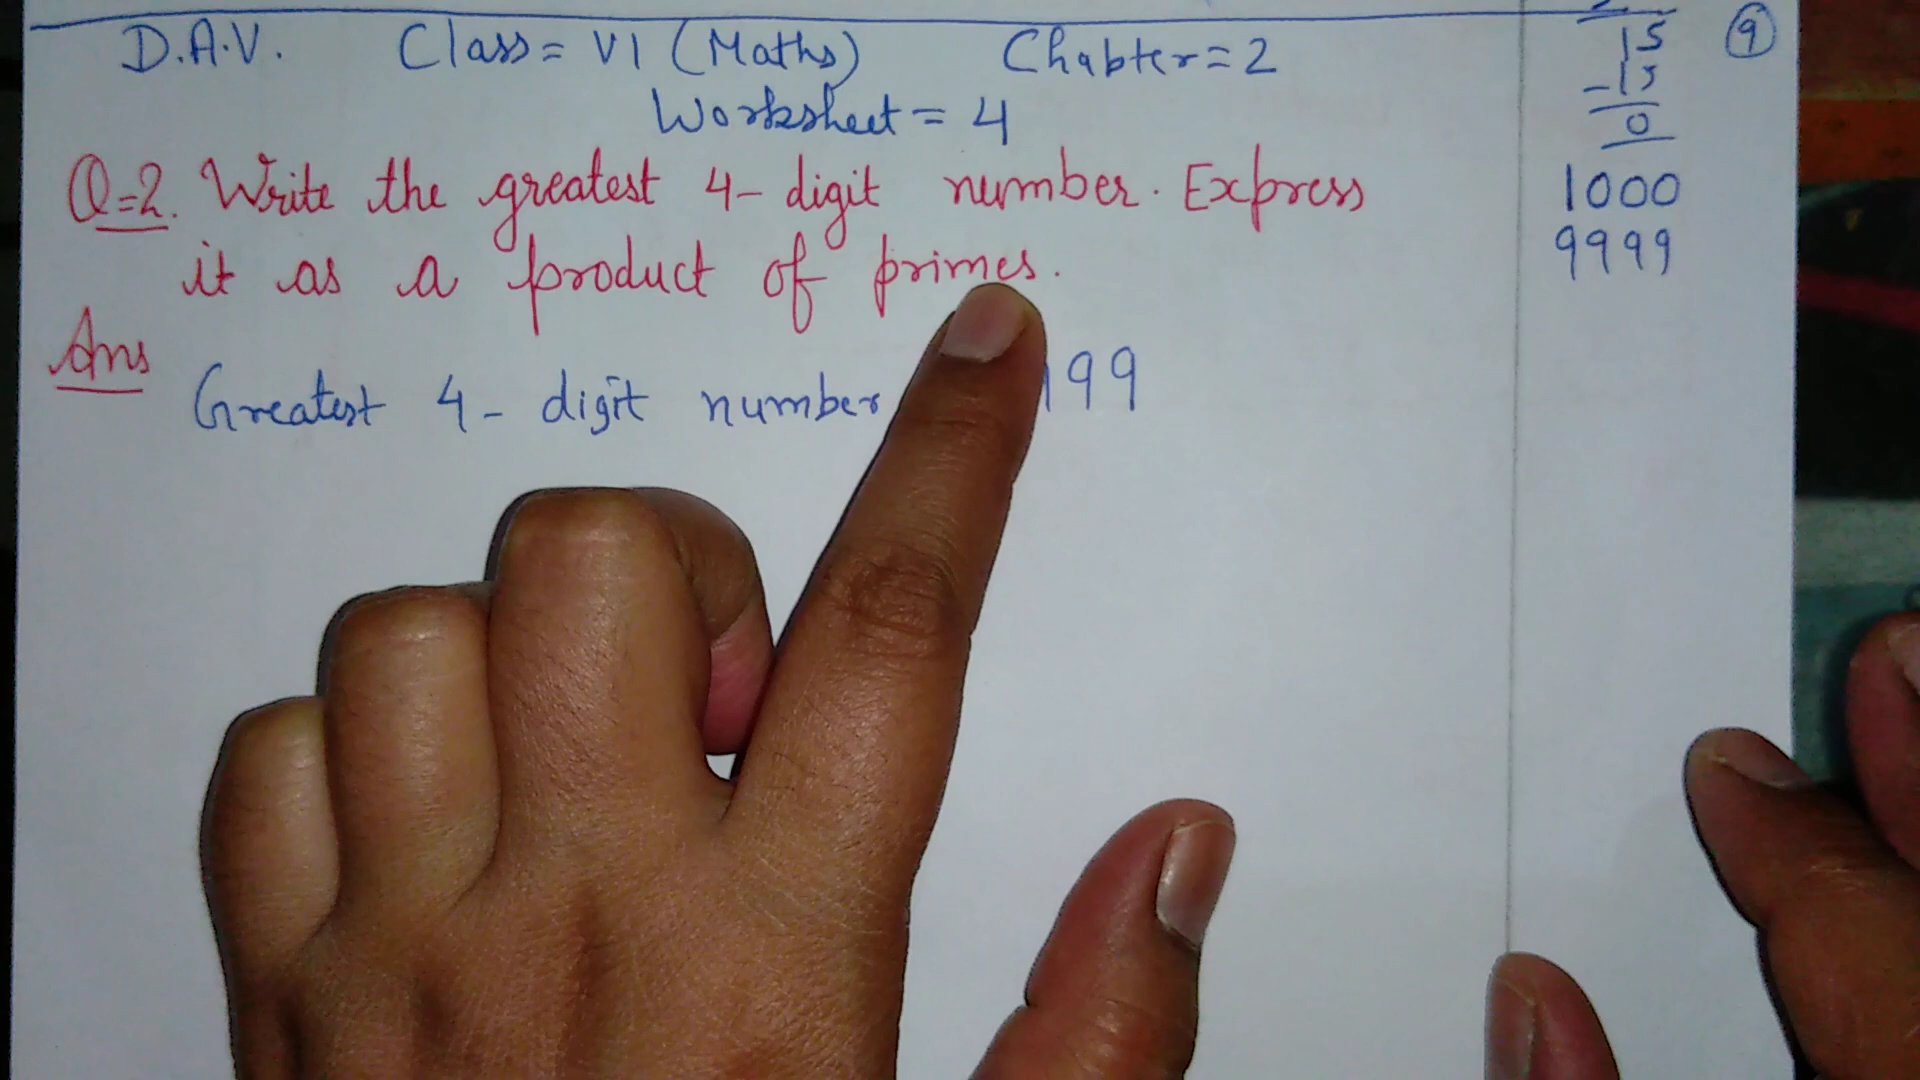 D.A.V. Class = VI (Maths) Chapter = 2
Worksheet = 4
Q=2. Write the greatest 4-digit number. Express
it as a product of primes.
Ans
Greatest 4-digit number 99
15
-15
0
1000
9999
9